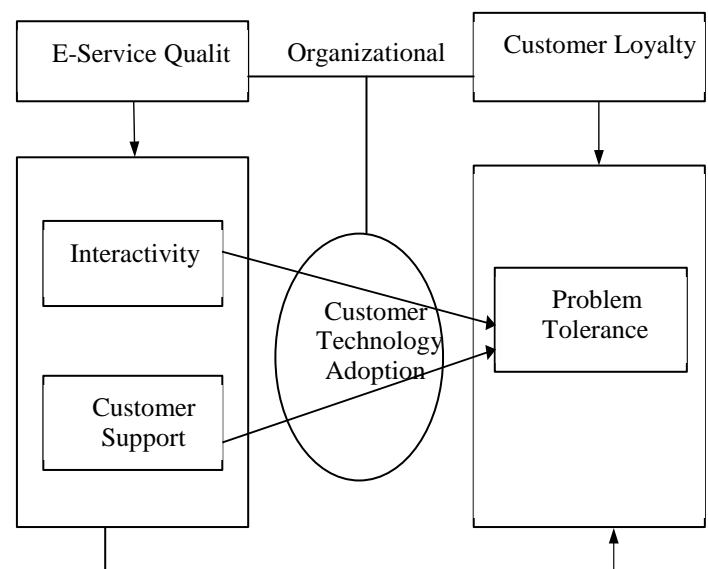 E-Service Qualit
Organizational
Customer Loyalty
Interactivity
Customer
Support
Customer
Technology
Adoption
Problem
Tolerance